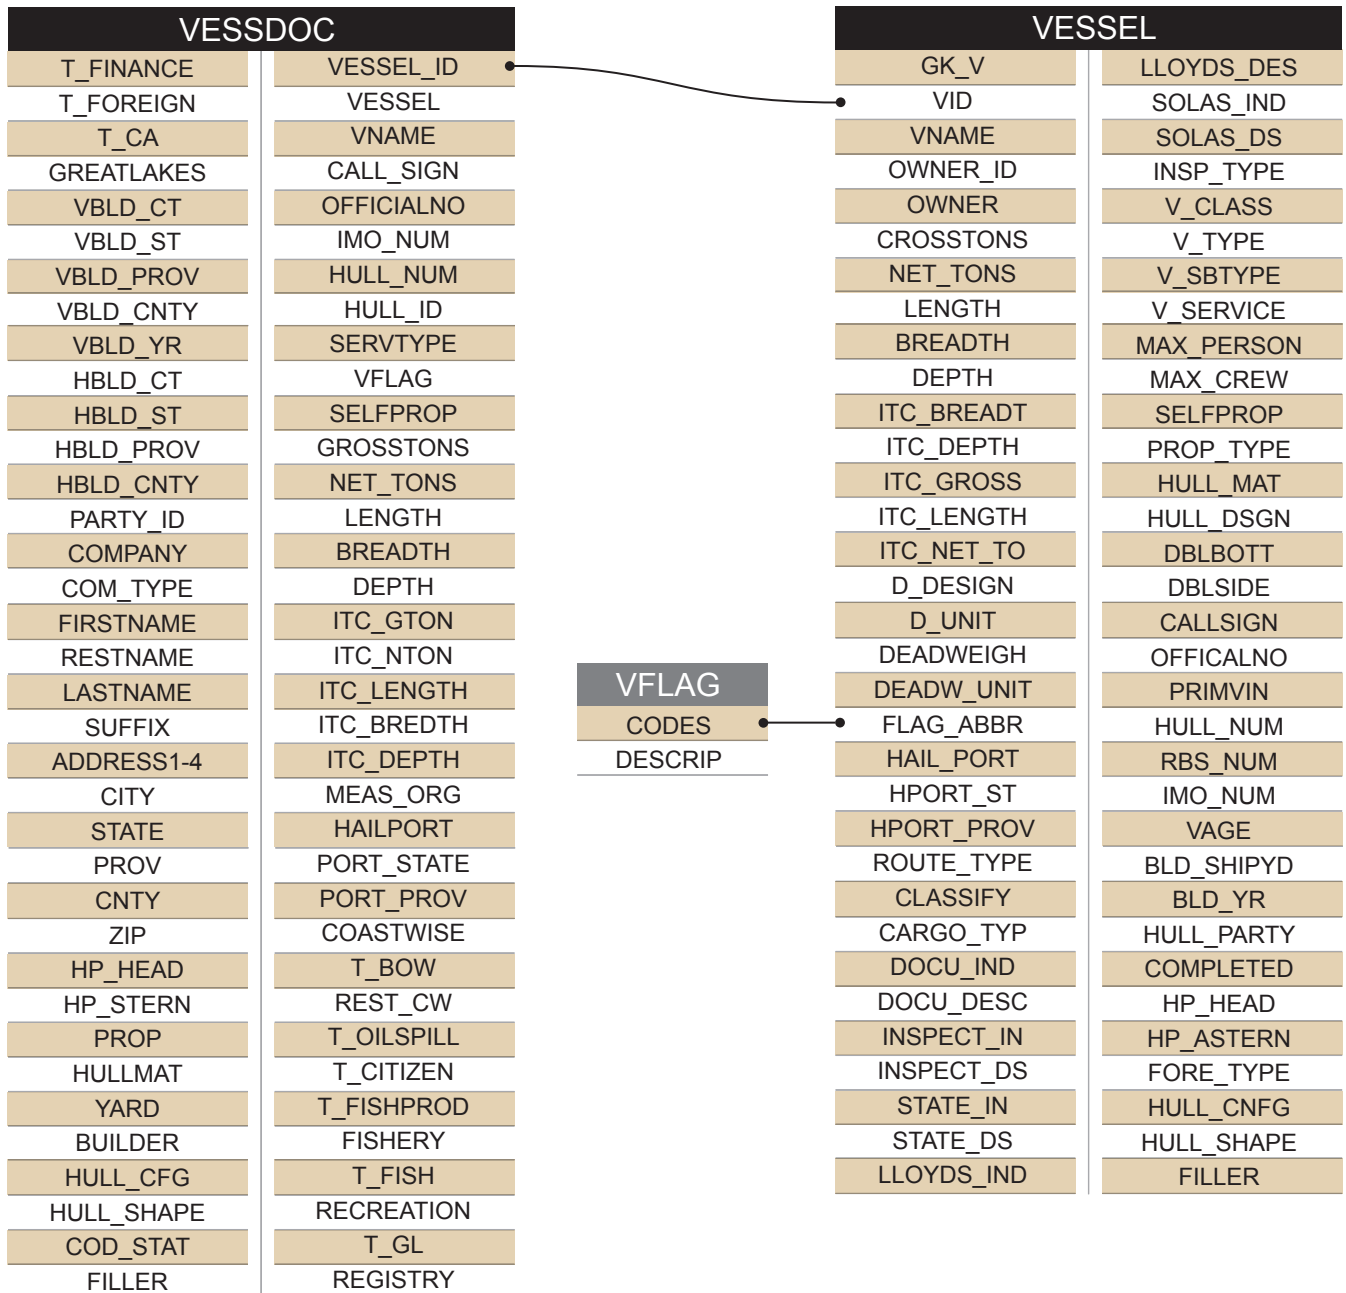 VESSDOC
T_FINANCE
T_FOREIGN
T_CA
GREATLAKES
VBLD_CT
VBLD_ST
VBLD_PROV
VBLD_CNTY
VBLD_YR
HBLD_CT
HBLD_ST
HBLD_PROV
HBLD_CNTY
PARTY_ID
COMPANY
COM_TYPE
FIRSTNAME
RESTNAME
LASTNAME
SUFFIX
ADDRESS1-4
CITY
STATE
PROV
CNTY
ZIP
HP_HEAD
HP_STERN
PROP
HULLMAT
YARD
BUILDER
HULL_CFG
HULL_SHAPE
COD_STAT
FILLER
VESSEL_ID
VESSEL
VNAME
CALL_SIGN
OFFICIALNO
IMO_NUM
HULL_NUM
HULL_ID
SERVTYPE
VFLAG
SELFPROP
GROSSTONS
NET_TONS
LENGTH
BREADTH
DEPTH
ITC_GTON
ITC_NTON
ITC_LENGTH
ITC_BREDTH
ITC_DEPTH
MEAS_ORG
HAILPORT
PORT_STATE
PORT_PROV
COASTWISE
T_BOW
REST_CW
T_OILSPILL
T_CITIZEN
T_FISHPROD
FISHERY
T_FISH
RECREATION
T_GL
REGISTRY
VFLAG
CODES
DESCRIP
VESSEL
GK_V
VID
VNAME
OWNER_ID
OWNER
CROSSTONS
NET_TONS
LENGTH
BREADTH
DEPTH
ITC_BREADT
ITC_DEPTH
ITC_GROSS
ITC_LENGTH
ITC_NET_TO
D_DESIGN
D_UNIT
DEADWEIGH
DEADW_UNIT
FLAG_ABBR
HAIL_PORT
HPORT_ST
HPORT_PROV
ROUTE_TYPE
CLASSIFY
CARGO_TYP
DOCU_IND
DOCU_DESC
INSPECT_IN
INSPECT_DS
STATE_IN
STATE_DS
LLOYDS_IND
LLOYDS_DES
SOLAS_IND
SOLAS_DS
INSP_TYPE
V_CLASS
V_TYPE
V_SBTYPE
V_SERVICE
MAX_PERSON
MAX_CREW
SELFPROP
PROP_TYPE
HULL_MAT
HULL_DSGN
DBLBOTT
DBLSIDE
CALLSIGN
OFFICALNO
PRIMVIN
HULL_NUM
RBS_NUM
IMO_NUM
VAGE
BLD_SHIPYD
BLD_YR
HULL_PARTY
COMPLETED
HP_HEAD
HP_ASTERN
FORE_TYPE
HULL_CNFG
HULL_SHAPE
FILLER